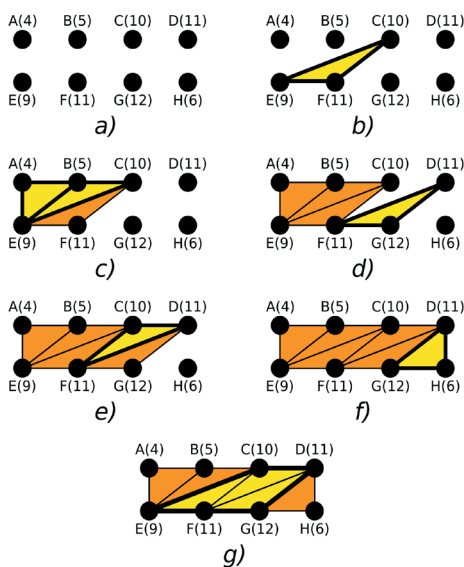 A(4) B(5) C(10) D(11)
E(9) F(11) G(12) H(6)
a)
A(4) B(5) C(10) D(11)
E(9) F(11) G(12) H(6)
b)
A(4) B(5) C(10) D(11)
E(9) F(11) G(12) H(6)
c)
A(4) B(5) C(10) D(11)
E(9) F(11) G(12) H(6)
d)
A(4) B(5) C(10) D(11)
E(9) F(11) G(12) H(6)
e)
A(4) B(5) C(10) D(11)
E(9) F(11) G(12) H(6)
f)
A(4) B(5) C(10) D(11)
E(9) F(11) G(12) H(6)
g)